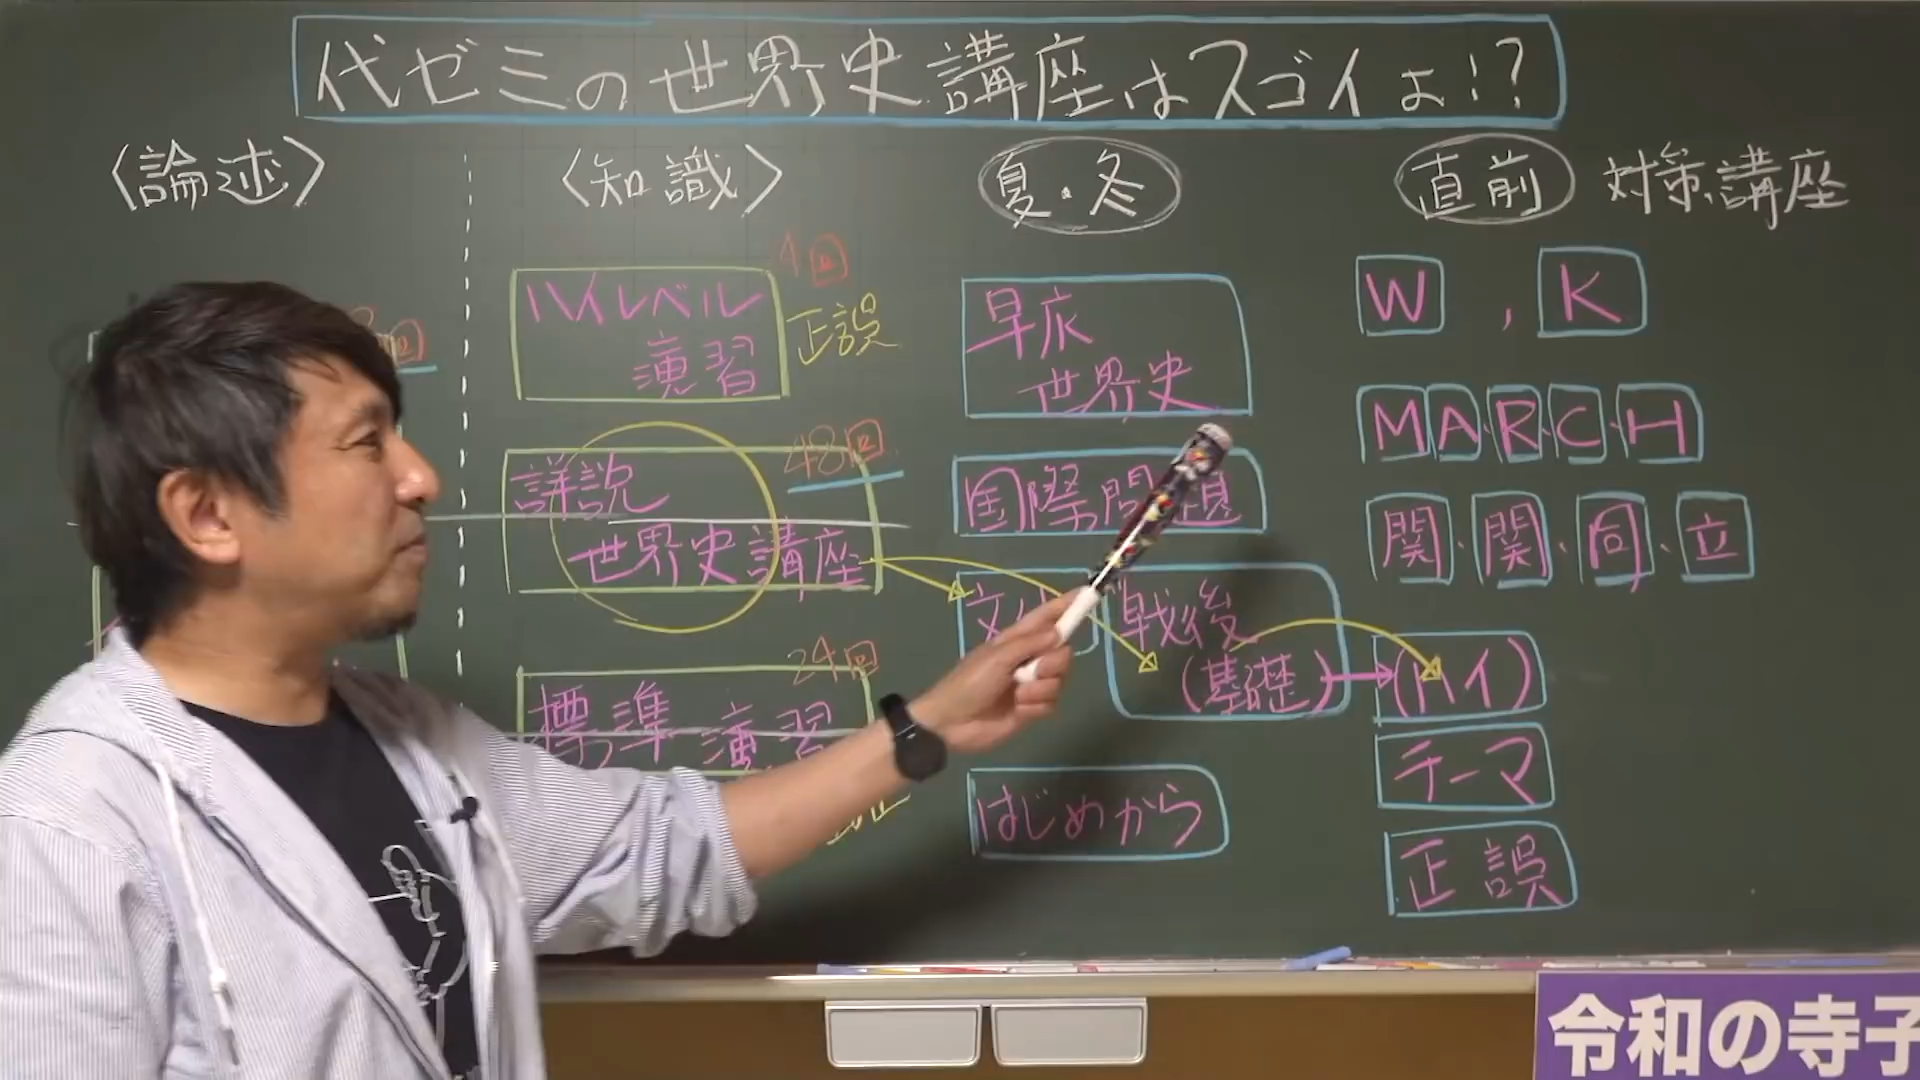 代ゼミの世界史講座はスゴイよ!?
〈論述〉
〈知識〉
ハイレベル
演習
4回
正誤
詳説
世界史講座
48回
標準演習
24回
夏・冬
早広
世界史
国際問題
戦後
(基礎)
はじめから
直前 対策講座
W, K
M・A・R・C・H
関・関・同・立
(ハイ)
テーマ
正誤
令和の寺子